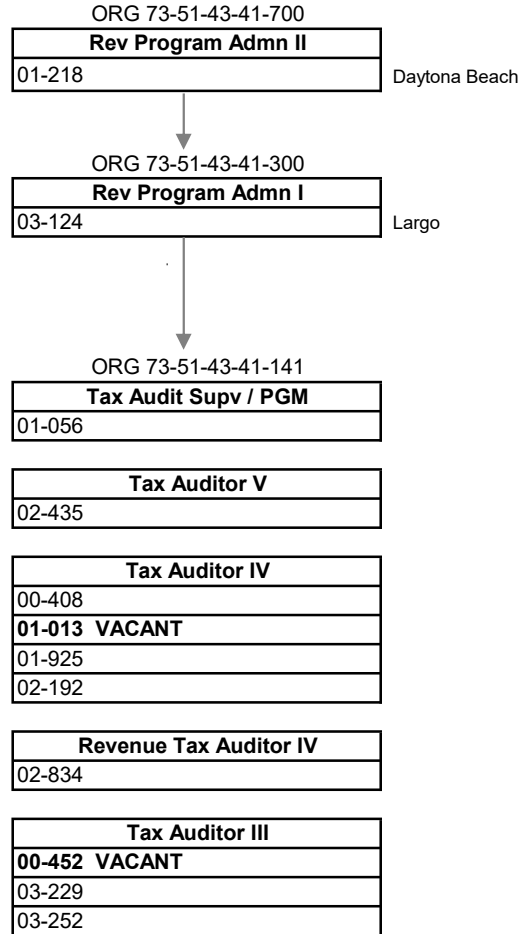 ORG 73-51-43-41-700
Rev Program Admn II
01-218 Daytona Beach
ORG 73-51-43-41-300
Rev Program Admn I
03-124 Largo
ORG 73-51-43-41-141
Tax Audit Supv / PGM
01-056
Tax Auditor V
02-435
Tax Auditor IV
00-408
01-013 VACANT
01-925
02-192
Revenue Tax Auditor IV
02-834
Tax Auditor III
00-452 VACANT
03-229
03-252